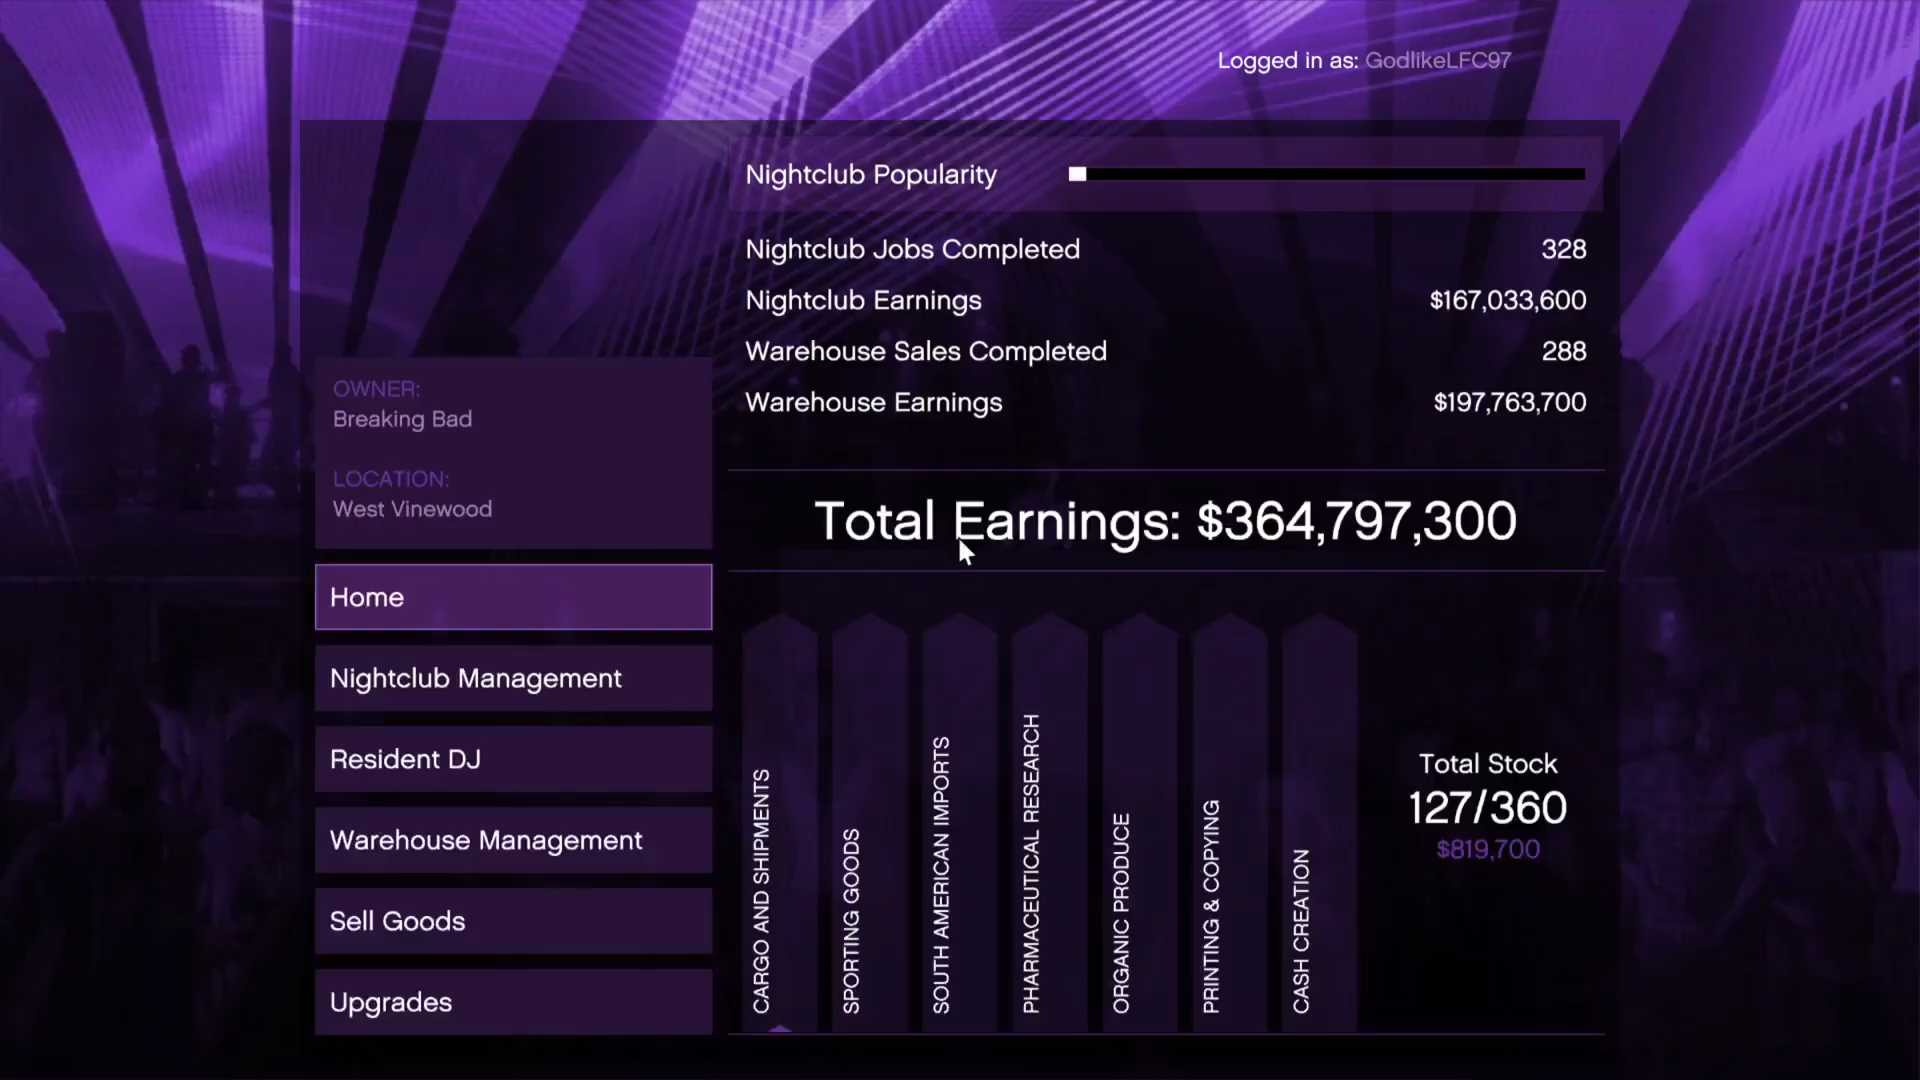 Logged in as: GodlikeLFC97
Nightclub Popularity
Nightclub Jobs Completed 328
Nightclub Earnings $167,033,600
Warehouse Sales Completed 288
Warehouse Earnings $197,763,700
OWNER:
Breaking Bad
LOCATION:
West Vinewood
Total Earnings: $364,797,300
Home
Nightclub Management
Resident DJ
Warehouse Management
Sell Goods
Upgrades
CARGO AND SHIPMENTS
SPORTING GOODS
SOUTH AMERICAN IMPORTS
PHARMACEUTICAL RESEARCH
ORGANIC PRODUCE
PRINTING & COPYING
CASH CREATION
Total Stock
127/360
$819,700